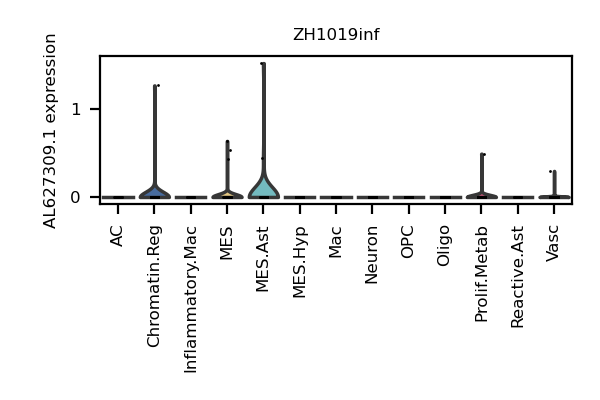 ZH1019inf
AL627309.1 expression
1
0
AC
Chromatin.Reg
Inflammatory.Mac
MES
MES.Ast
MES.Hyp
Mac
Neuron
OPC
Oligo
Prolif.Metab
Reactive.Ast
Vasc